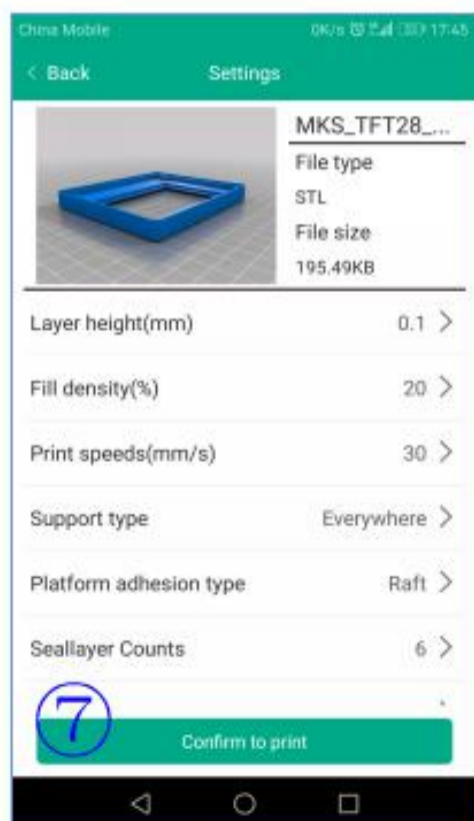 China Mobile 0K/s 17:45
< Back Settings
MKS_TFT28_...
File type
STL
File size
195.49KB
Layer height(mm) 0.1 >
Fill density(%) 20 >
Print speeds(mm/s) 30 >
Support type Everywhere >
Platform adhesion type Raft >
Seallayer Counts 6 >
⑦
Confirm to print